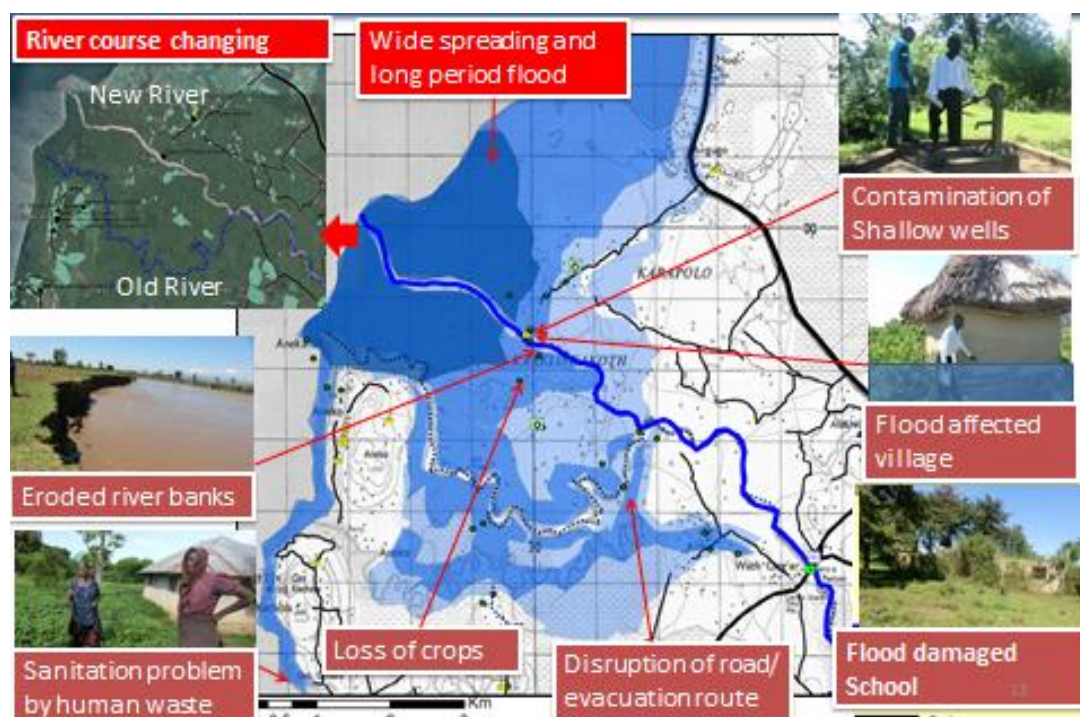 River course changing
New River
Old River
Wide spreading and
long period flood
Contamination of
Shallow wells
KARAPOLO
Flood affected
village
Eroded river banks
Loss of crops
Disruption of road/
evacuation route
Flood damaged
School
Sanitation problem
by human waste
Km